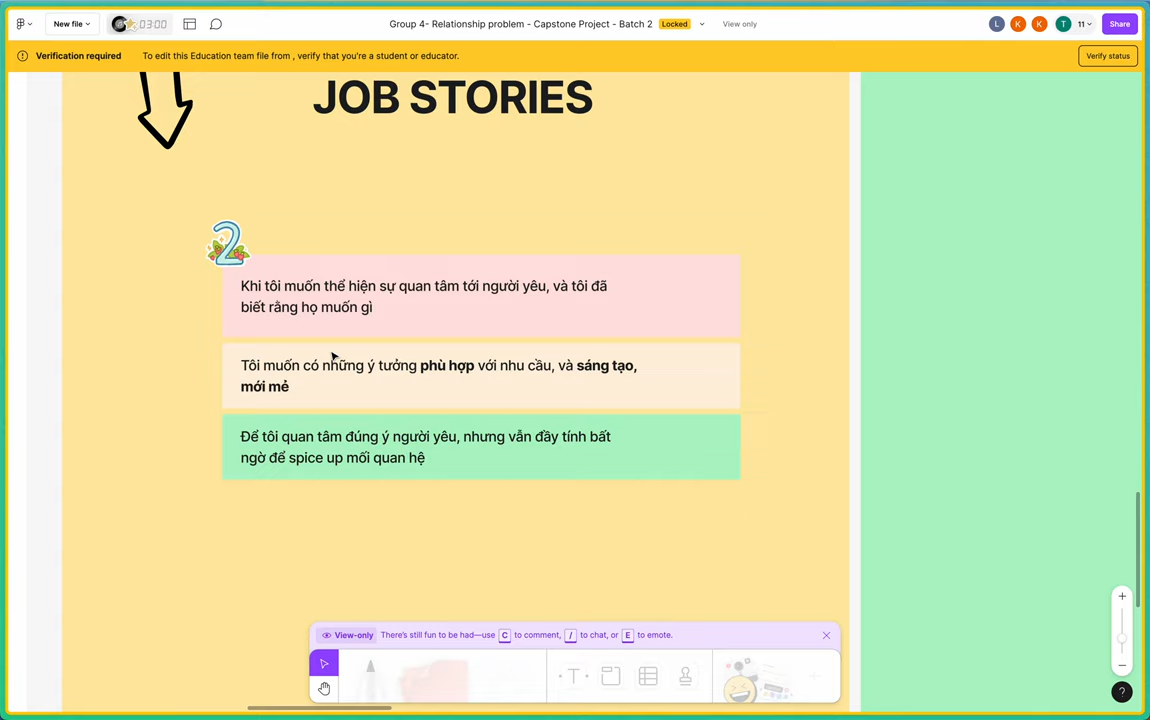 New file
03:00
Group 4- Relationship problem - Capstone Project - Batch 2
Locked
View only
L
K
K
T
11
Share
Verification required
To edit this Education team file from , verify that you're a student or educator.
Verify status
JOB STORIES
2
Khi tôi muốn thể hiện sự quan tâm tới người yêu, và tôi đã
biết rằng họ muốn gì
Tôi muốn có những ý tưởng phù hợp với nhu cầu, và sáng tạo,
mới mẻ
Để tôi quan tâm đúng ý người yêu, nhưng vẫn đầy tính bất
ngờ để spice up mối quan hệ
View-only
There's still fun to be had—use C to comment, / to chat, or E to emote.